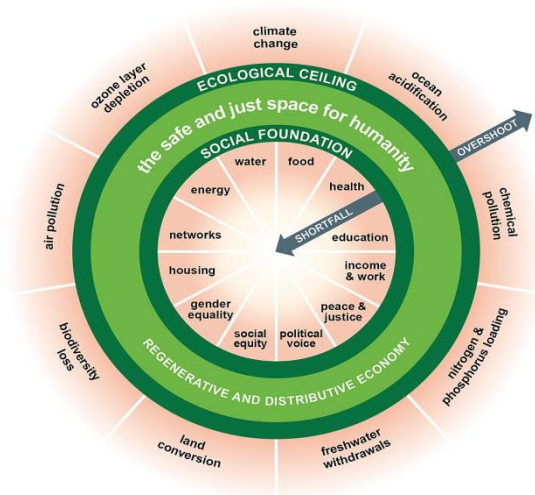 climate
change
ozone layer
depletion
ocean
acidification
ECOLOGICAL CEILING
the safe and just space for humanity
OVERSHOOT
SOCIAL FOUNDATION
water
food
energy
health
air pollution
chemical
pollution
SHORTFALL
networks
education
housing
income
& work
gender
equality
peace &
justice
social
equity
political
voice
biodiversity
loss
nitrogen &
phosphorus loading
REGENERATIVE AND DISTRIBUTIVE ECONOMY
land
conversion
freshwater
withdrawals